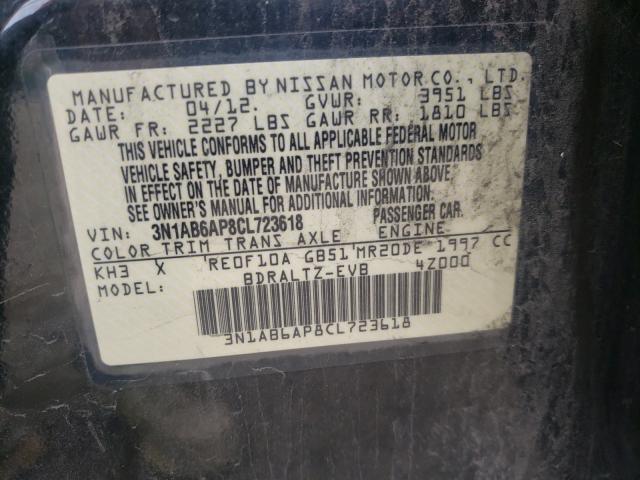 MANUFACTURED BY NISSAN MOTOR CO., LTD.
DATE: 04/12. GVWR: 3951 LBS
GAWR FR: 2227 LBS GAWR RR: 1810 LBS
THIS VEHICLE CONFORMS TO ALL APPLICABLE FEDERAL MOTOR
VEHICLE SAFETY, BUMPER AND THEFT PREVENTION STANDARDS
IN EFFECT ON THE DATE OF MANUFACTURE SHOWN ABOVE.
SEE OWNER'S MANUAL FOR ADDITIONAL INFORMATION:
VIN: 3N1AB6AP8CL723618 PASSENGER CAR.
COLOR TRIM TRANS AXLE ENGINE
KH3 X 'RE0F10A GB51'MR20DE 1997 CC
MODEL: BDRALTZ-EVB 4Z000
3N1AB6AP8CL723618